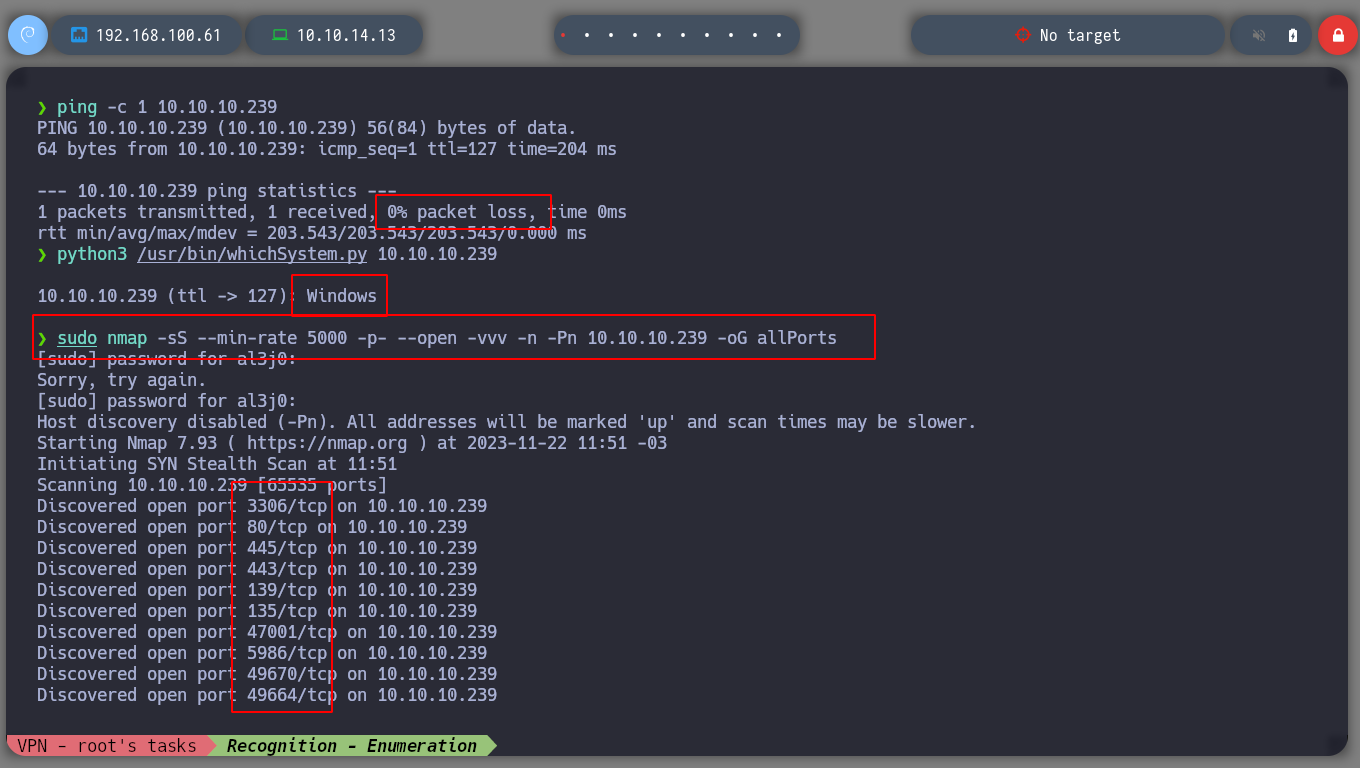 192.168.100.61
10.10.14.13
No target
❯ ping -c 1 10.10.10.239
PING 10.10.10.239 (10.10.10.239) 56(84) bytes of data.
64 bytes from 10.10.10.239: icmp_seq=1 ttl=127 time=204 ms
--- 10.10.10.239 ping statistics ---
1 packets transmitted, 1 received, 0% packet loss, time 0ms
rtt min/avg/max/mdev = 203.543/203.543/203.543/0.000 ms
❯ python3 /usr/bin/whichSystem.py 10.10.10.239
10.10.10.239 (ttl -> 127): Windows
❯ sudo nmap -sS --min-rate 5000 -p- --open -vvv -n -Pn 10.10.10.239 -oG allPorts
[sudo] password for al3j0:
Sorry, try again.
[sudo] password for al3j0:
Host discovery disabled (-Pn). All addresses will be marked 'up' and scan times may be slower.
Starting Nmap 7.93 ( https://nmap.org ) at 2023-11-22 11:51 -03
Initiating SYN Stealth Scan at 11:51
Scanning 10.10.10.239 [65535 ports]
Discovered open port 3306/tcp on 10.10.10.239
Discovered open port 80/tcp on 10.10.10.239
Discovered open port 445/tcp on 10.10.10.239
Discovered open port 443/tcp on 10.10.10.239
Discovered open port 139/tcp on 10.10.10.239
Discovered open port 135/tcp on 10.10.10.239
Discovered open port 47001/tcp on 10.10.10.239
Discovered open port 5986/tcp on 10.10.10.239
Discovered open port 49670/tcp on 10.10.10.239
Discovered open port 49664/tcp on 10.10.10.239
VPN - root's tasks
Recognition - Enumeration